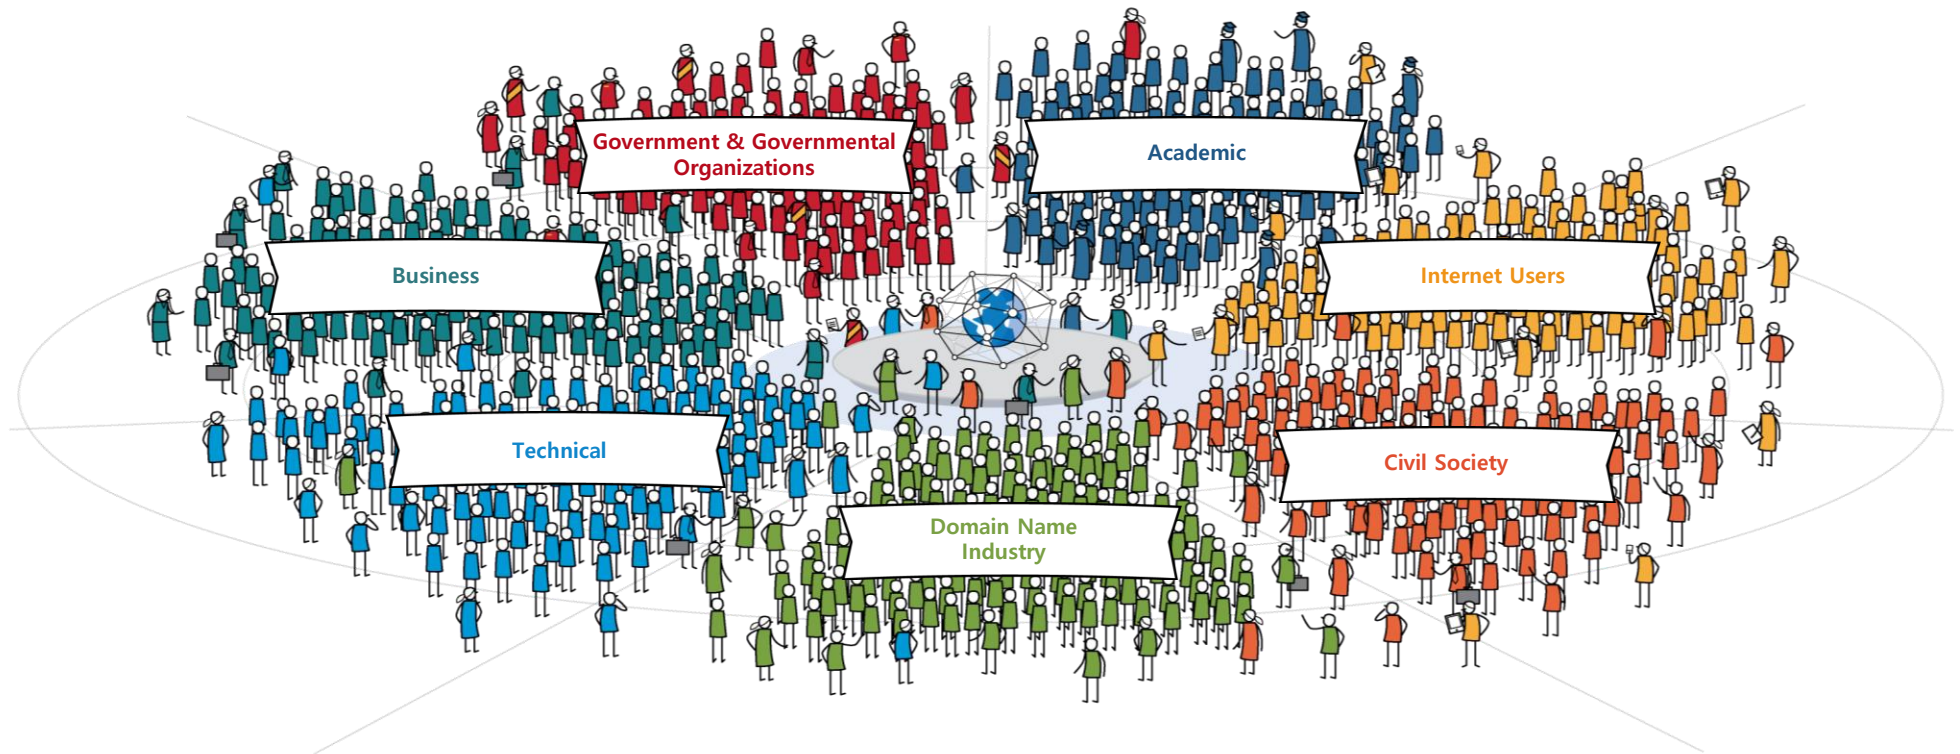 Government & Governmental
Organizations
Academic
Business
Internet Users
Technical
Civil Society
Domain Name
Industry